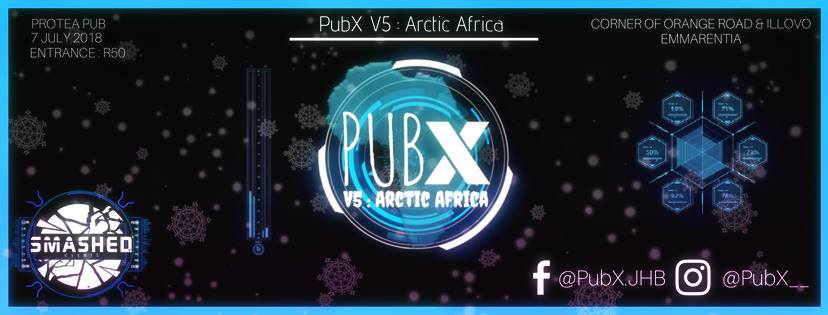 PROTEA PUB
7 JULY 2018
ENTRANCE : R50
PubX V5 : Arctic Africa
CORNER OF ORANGE ROAD & ILLOVO
EMMARENTIA
PUBX
V5 : ARCTIC AFRICA
SMASHED
EVENTS
@PubX.JHB
@PubX__